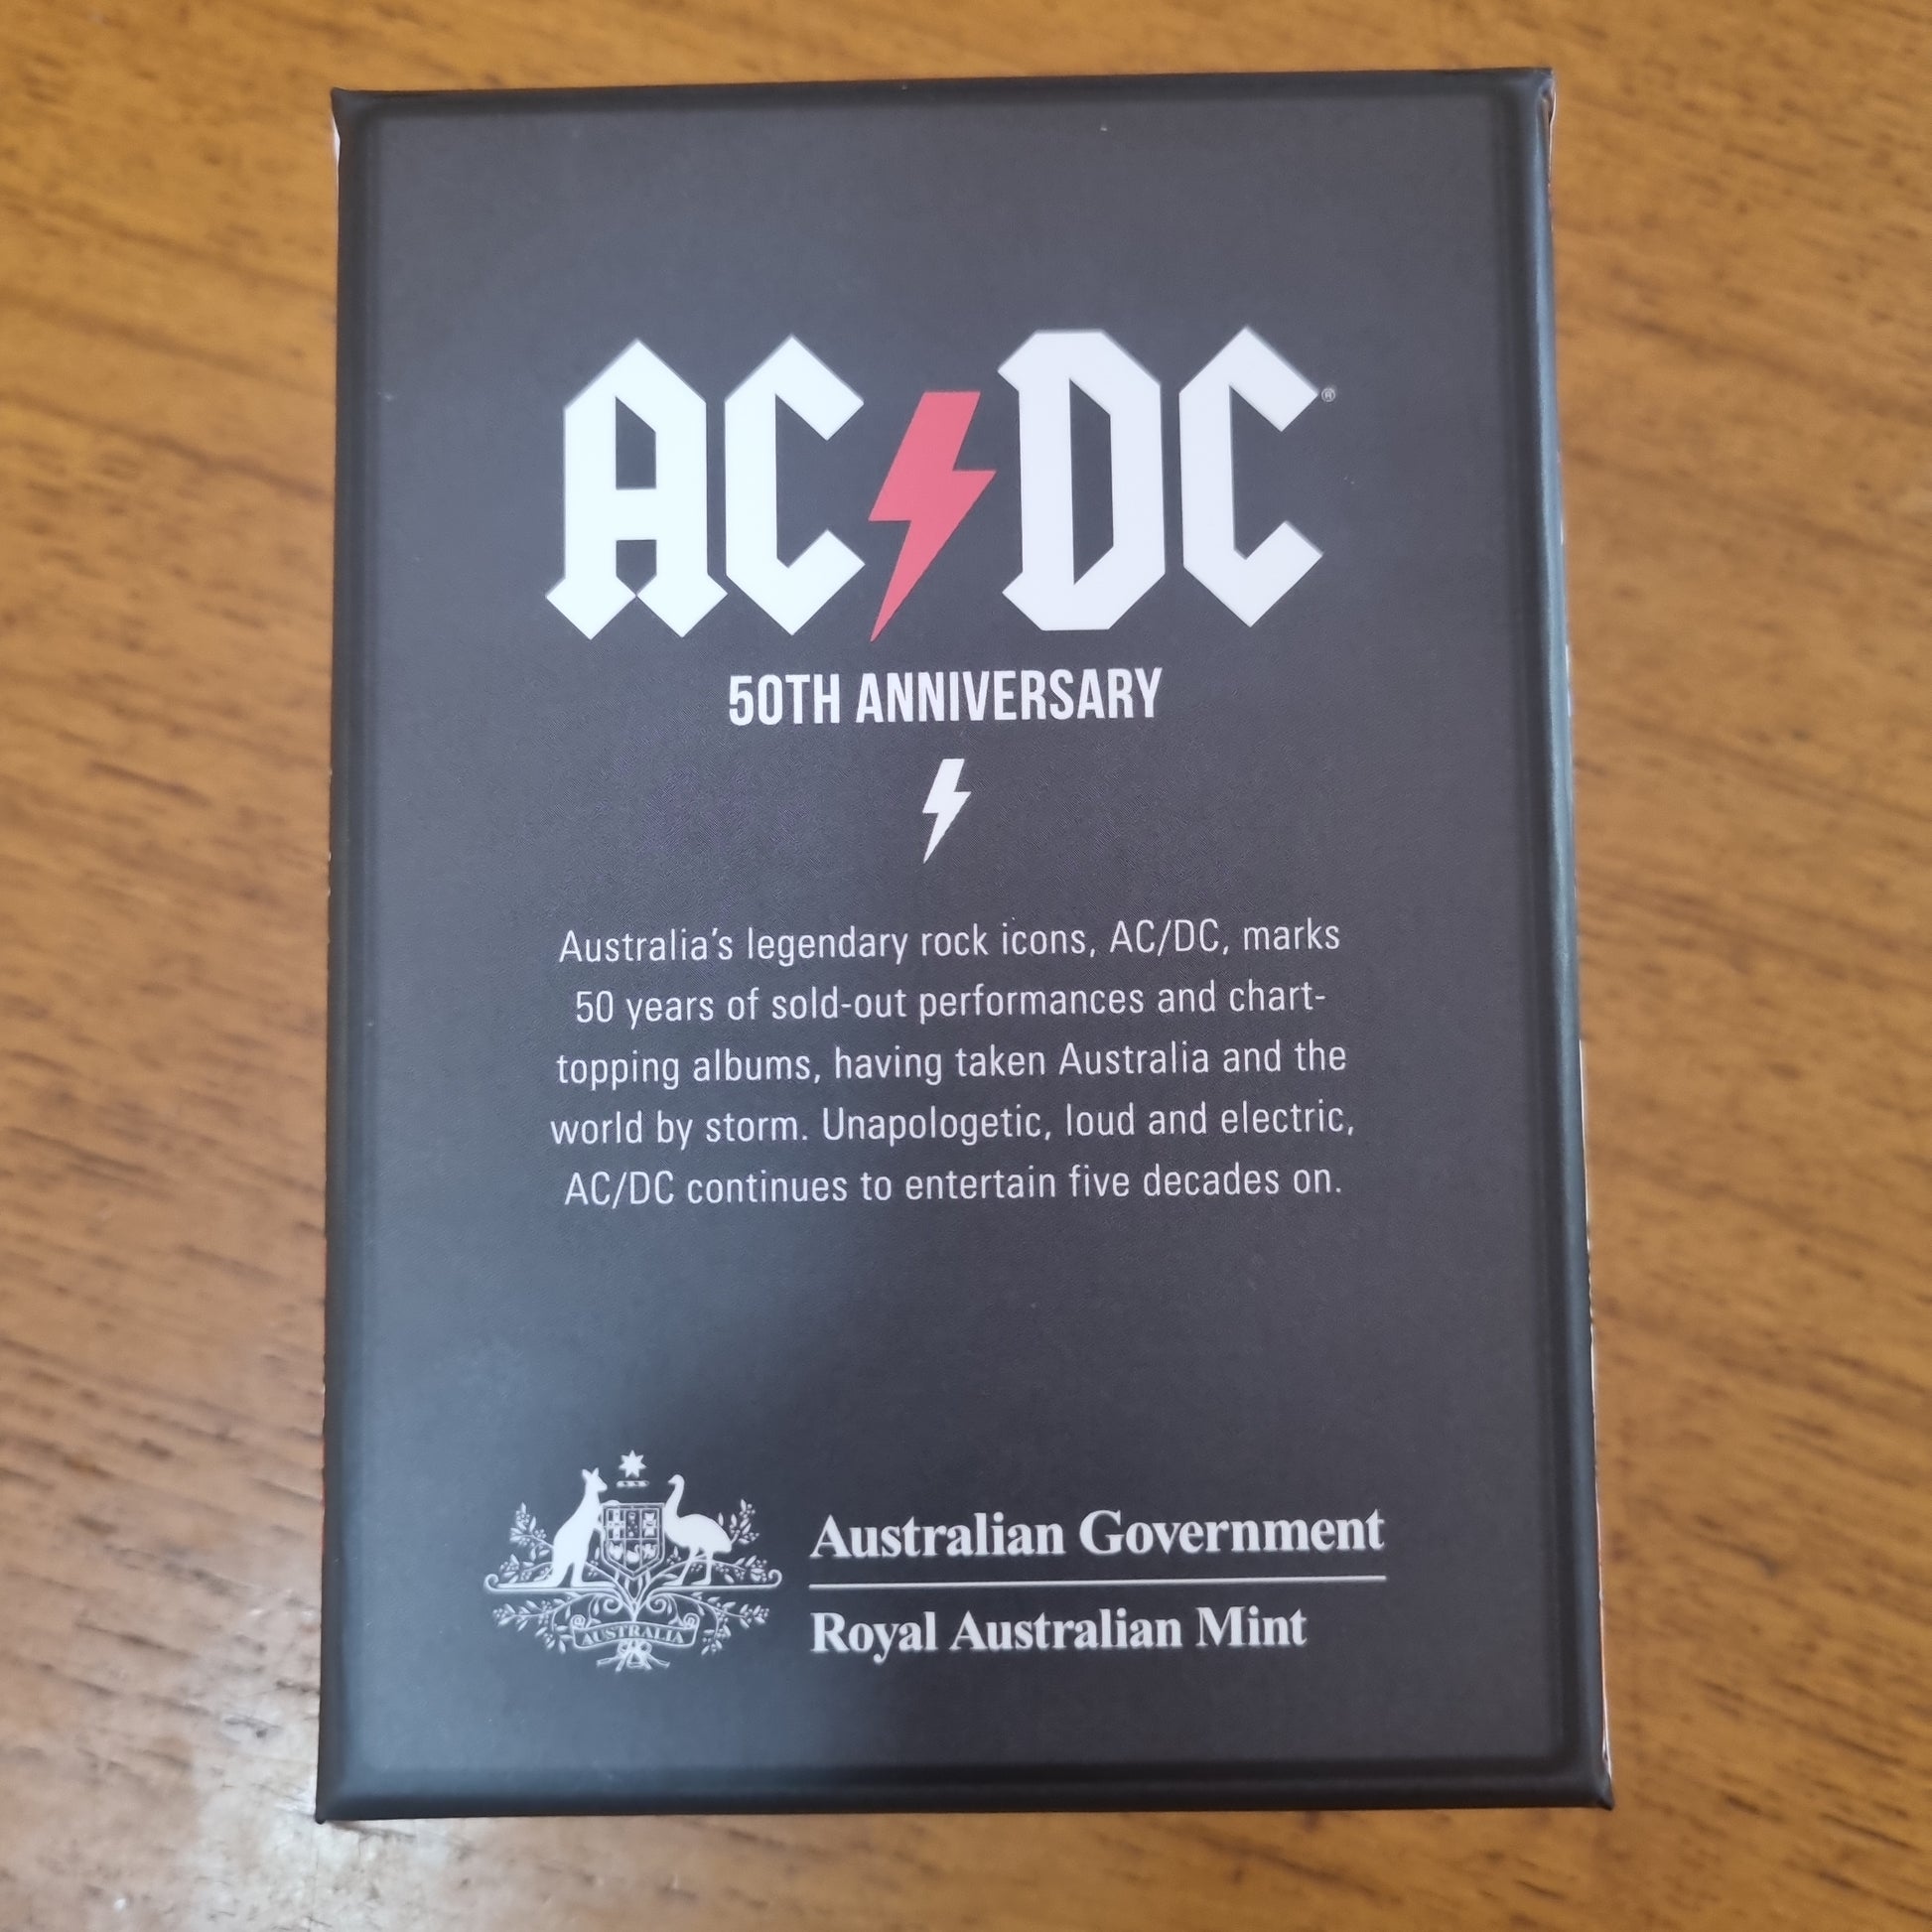 AC DC ®
50TH ANNIVERSARY
Australia’s legendary rock icons, AC/DC, marks
50 years of sold-out performances and chart-
topping albums, having taken Australia and the
world by storm. Unapologetic, loud and electric,
AC/DC continues to entertain five decades on.
Australian Government
AUSTRALIA
Royal Australian Mint